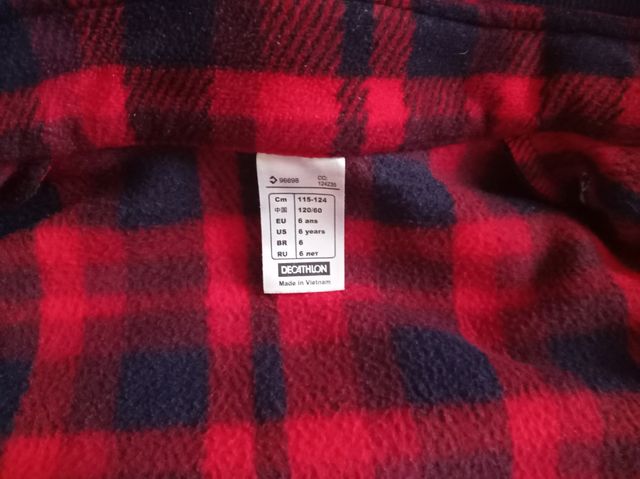 96698 CO: 124235
Cm 115-124
中国 120/60
EU 6 ans
US 6 years
BR 6
RU 6 лет
DECATHLON
Made in Vietnam